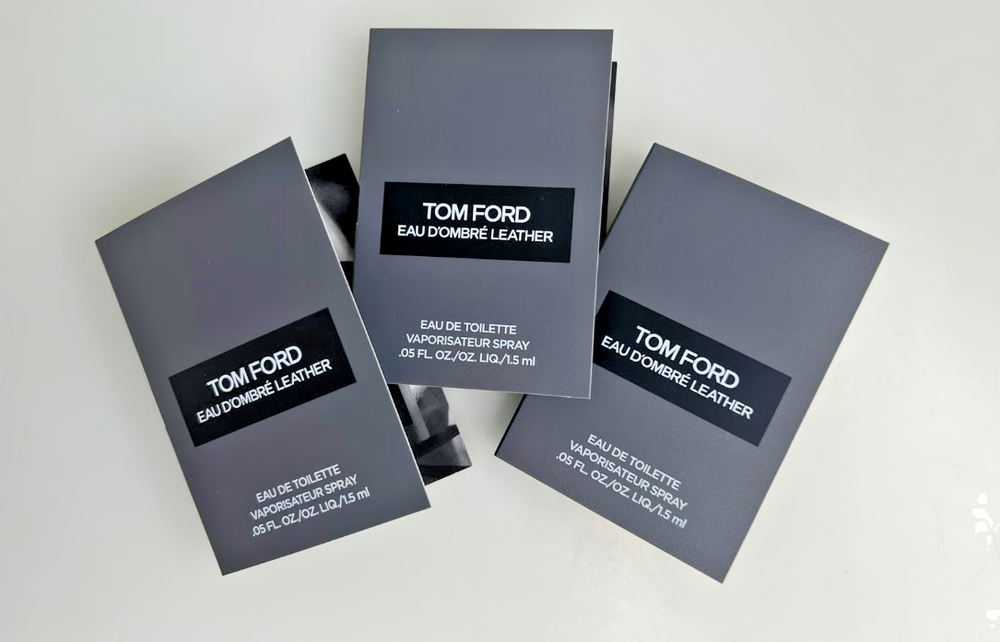 TOM FORD
EAU D'OMBRÉ LEATHER
EAU DE TOILETTE
VAPORISATEUR SPRAY
.05 FL. OZ./OZ. LIQ./1.5 ml
TOM FORD
EAU D'OMBRÉ LEATHER
EAU DE TOILETTE
VAPORISATEUR SPRAY
.05 FL. OZ./OZ. LIQ./1.5 ml
TOM FORD
EAU D'OMBRÉ LEATHER
EAU DE TOILETTE
VAPORISATEUR SPRAY
.05 FL. OZ./OZ. LIQ./1.5 ml